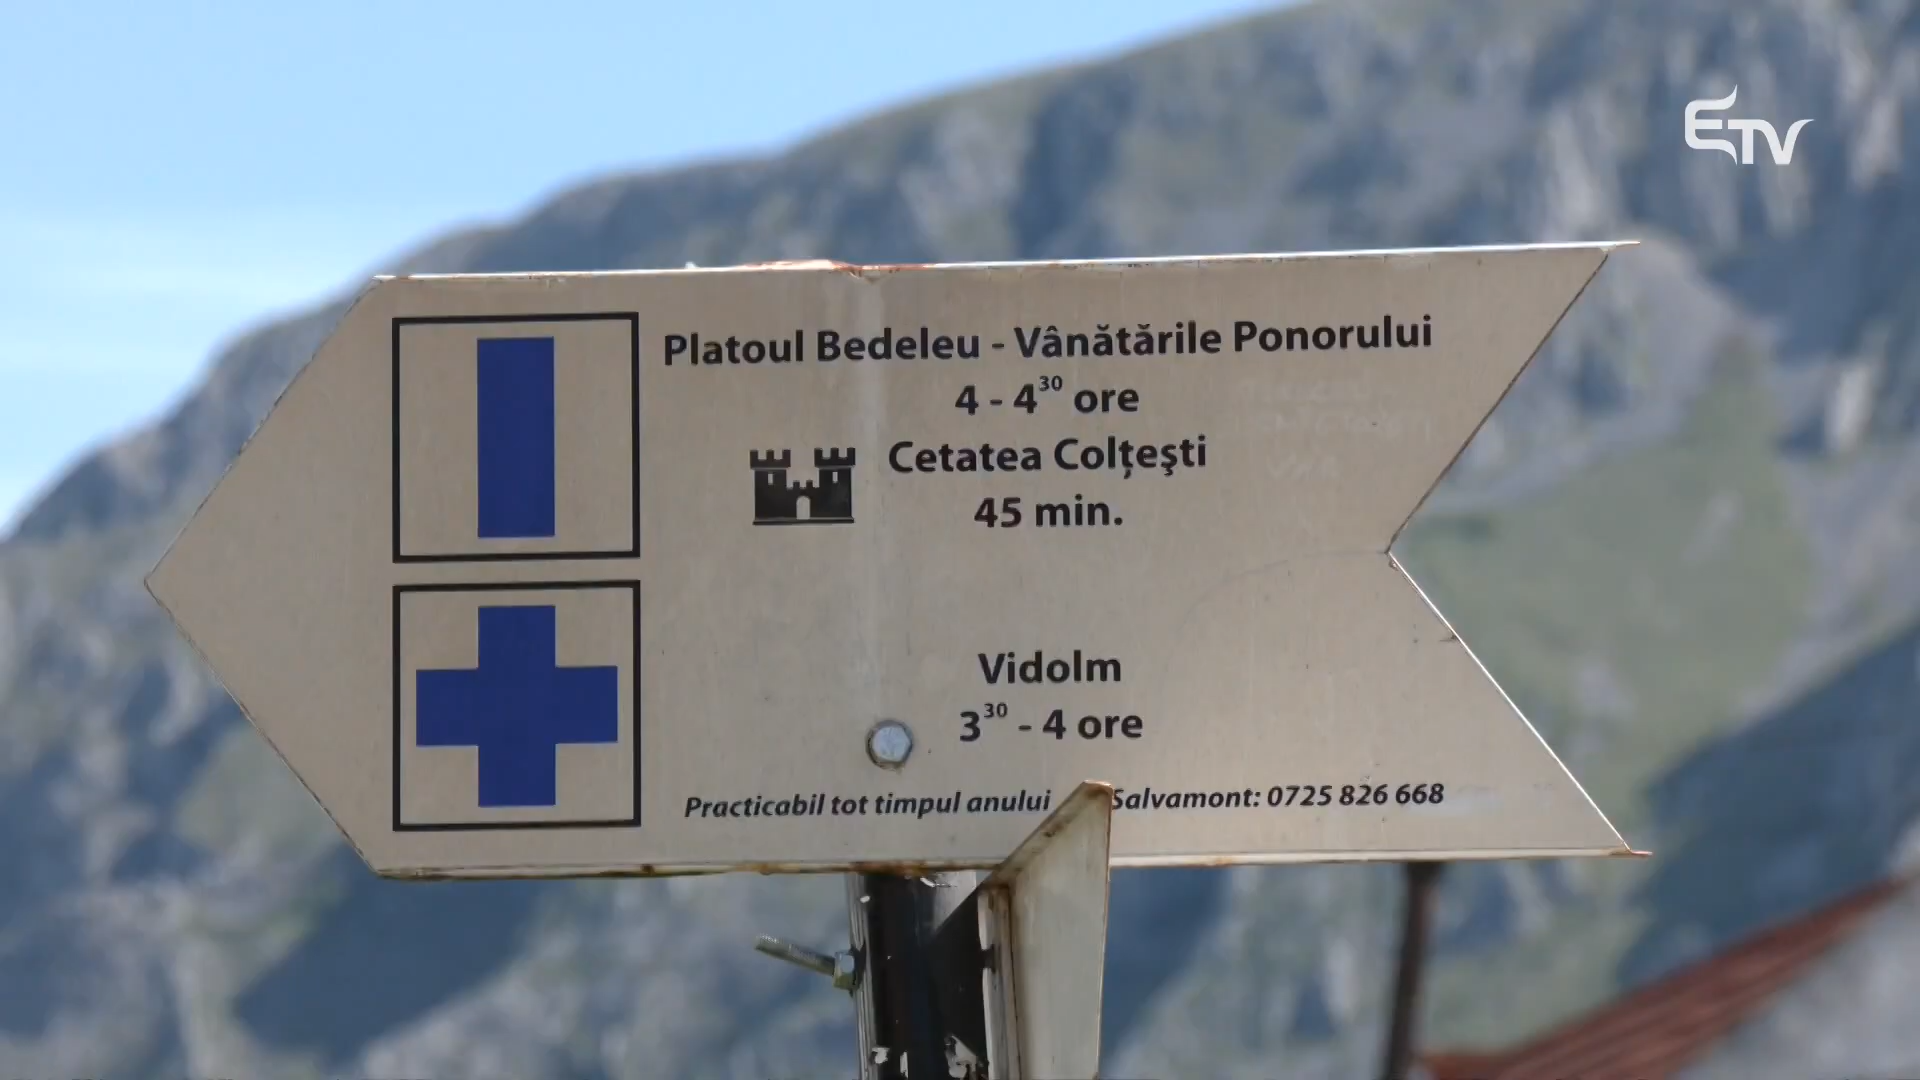 ETV
Platoul Bedeleu - Vânătările Ponorului
4 - 4³⁰ ore
Cetatea Colțeşti
45 min.
Vidolm
3³⁰ - 4 ore
Practicabil tot timpul anului Salvamont: 0725 826 668